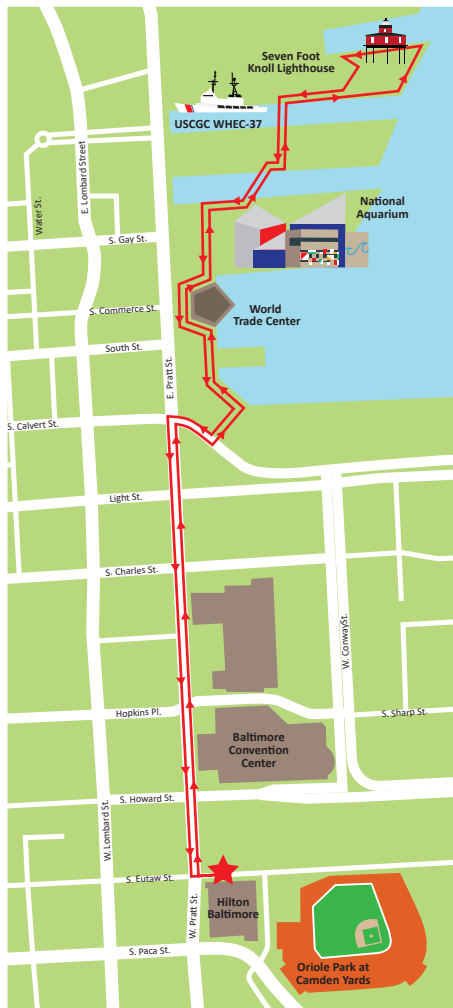 Seven Foot
Knoll Lighthouse
USCGC WHEC-37
E. Lombard Street
Water St.
National
Aquarium
S. Gay St.
World
Trade Center
S. Commerce St.
South St.
E. Pratt St.
S. Calvert St.
Light St.
S. Charles St.
W. ConwaySt.
Hopkins Pl.
S. Sharp St.
Baltimore
Convention
Center
S. Howard St.
W. Lombard St.
S. Eutaw St.
W. Pratt St.
Hilton
Baltimore
S. Paca St.
Oriole Park at
Camden Yards